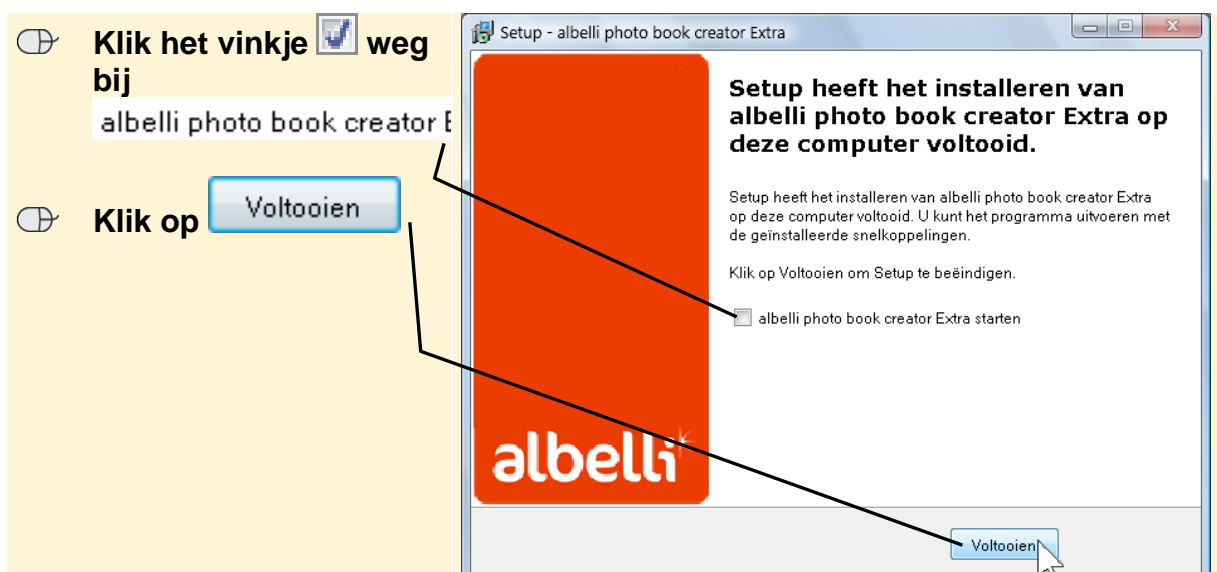 Klik het vinkje weg
bij
albelli photo book creator E
Klik op Voltooien
Setup - albelli photo book creator Extra
Setup heeft het installeren van
albelli photo book creator Extra op
deze computer voltooid.
Setup heeft het installeren van albelli photo book creator Extra
op deze computer voltooid. U kunt het programma uitvoeren met
de geïnstalleerde snelkoppelingen.
Klik op Voltooien om Setup te beëindigen.
albelli photo book creator Extra starten
albelli
Voltooien